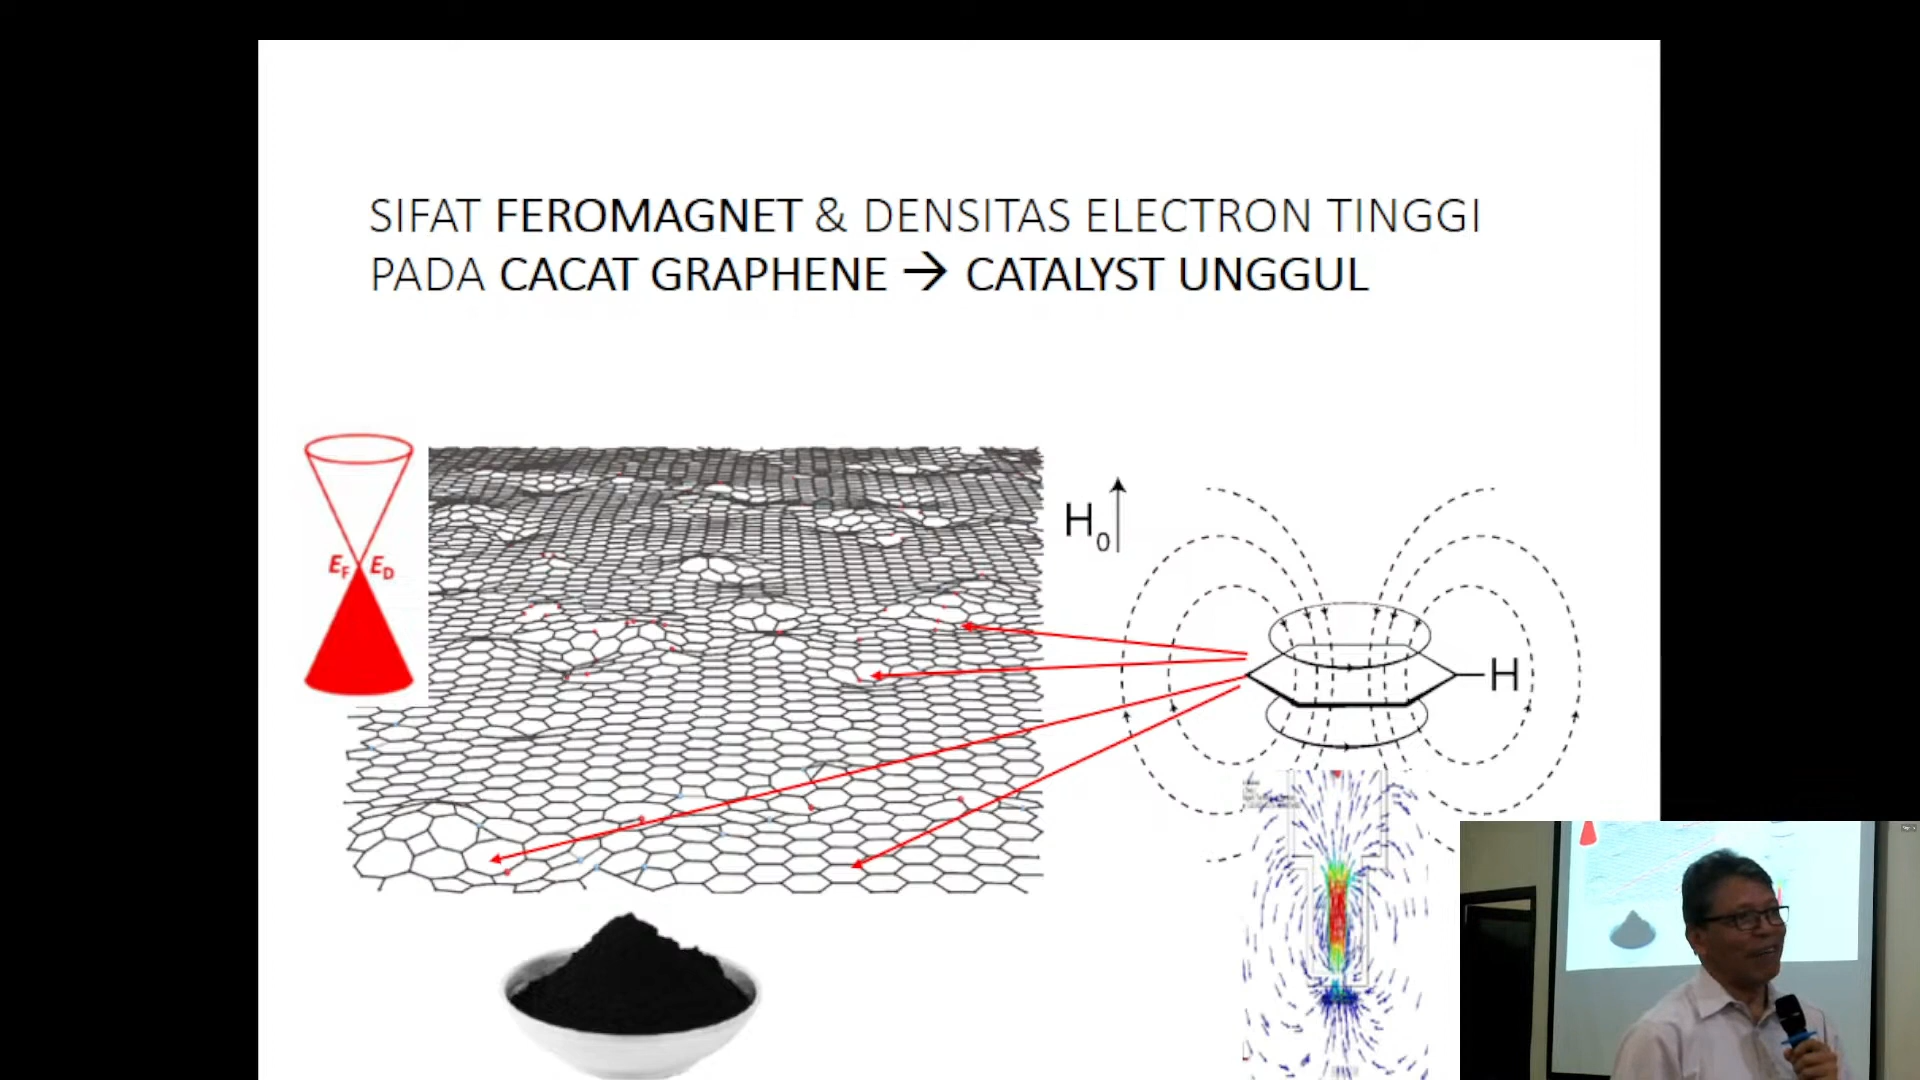 SIFAT FEROMAGNET & DENSITAS ELECTRON TINGGI
PADA CACAT GRAPHENE → CATALYST UNGGUL
E_F E_D
H_0
H